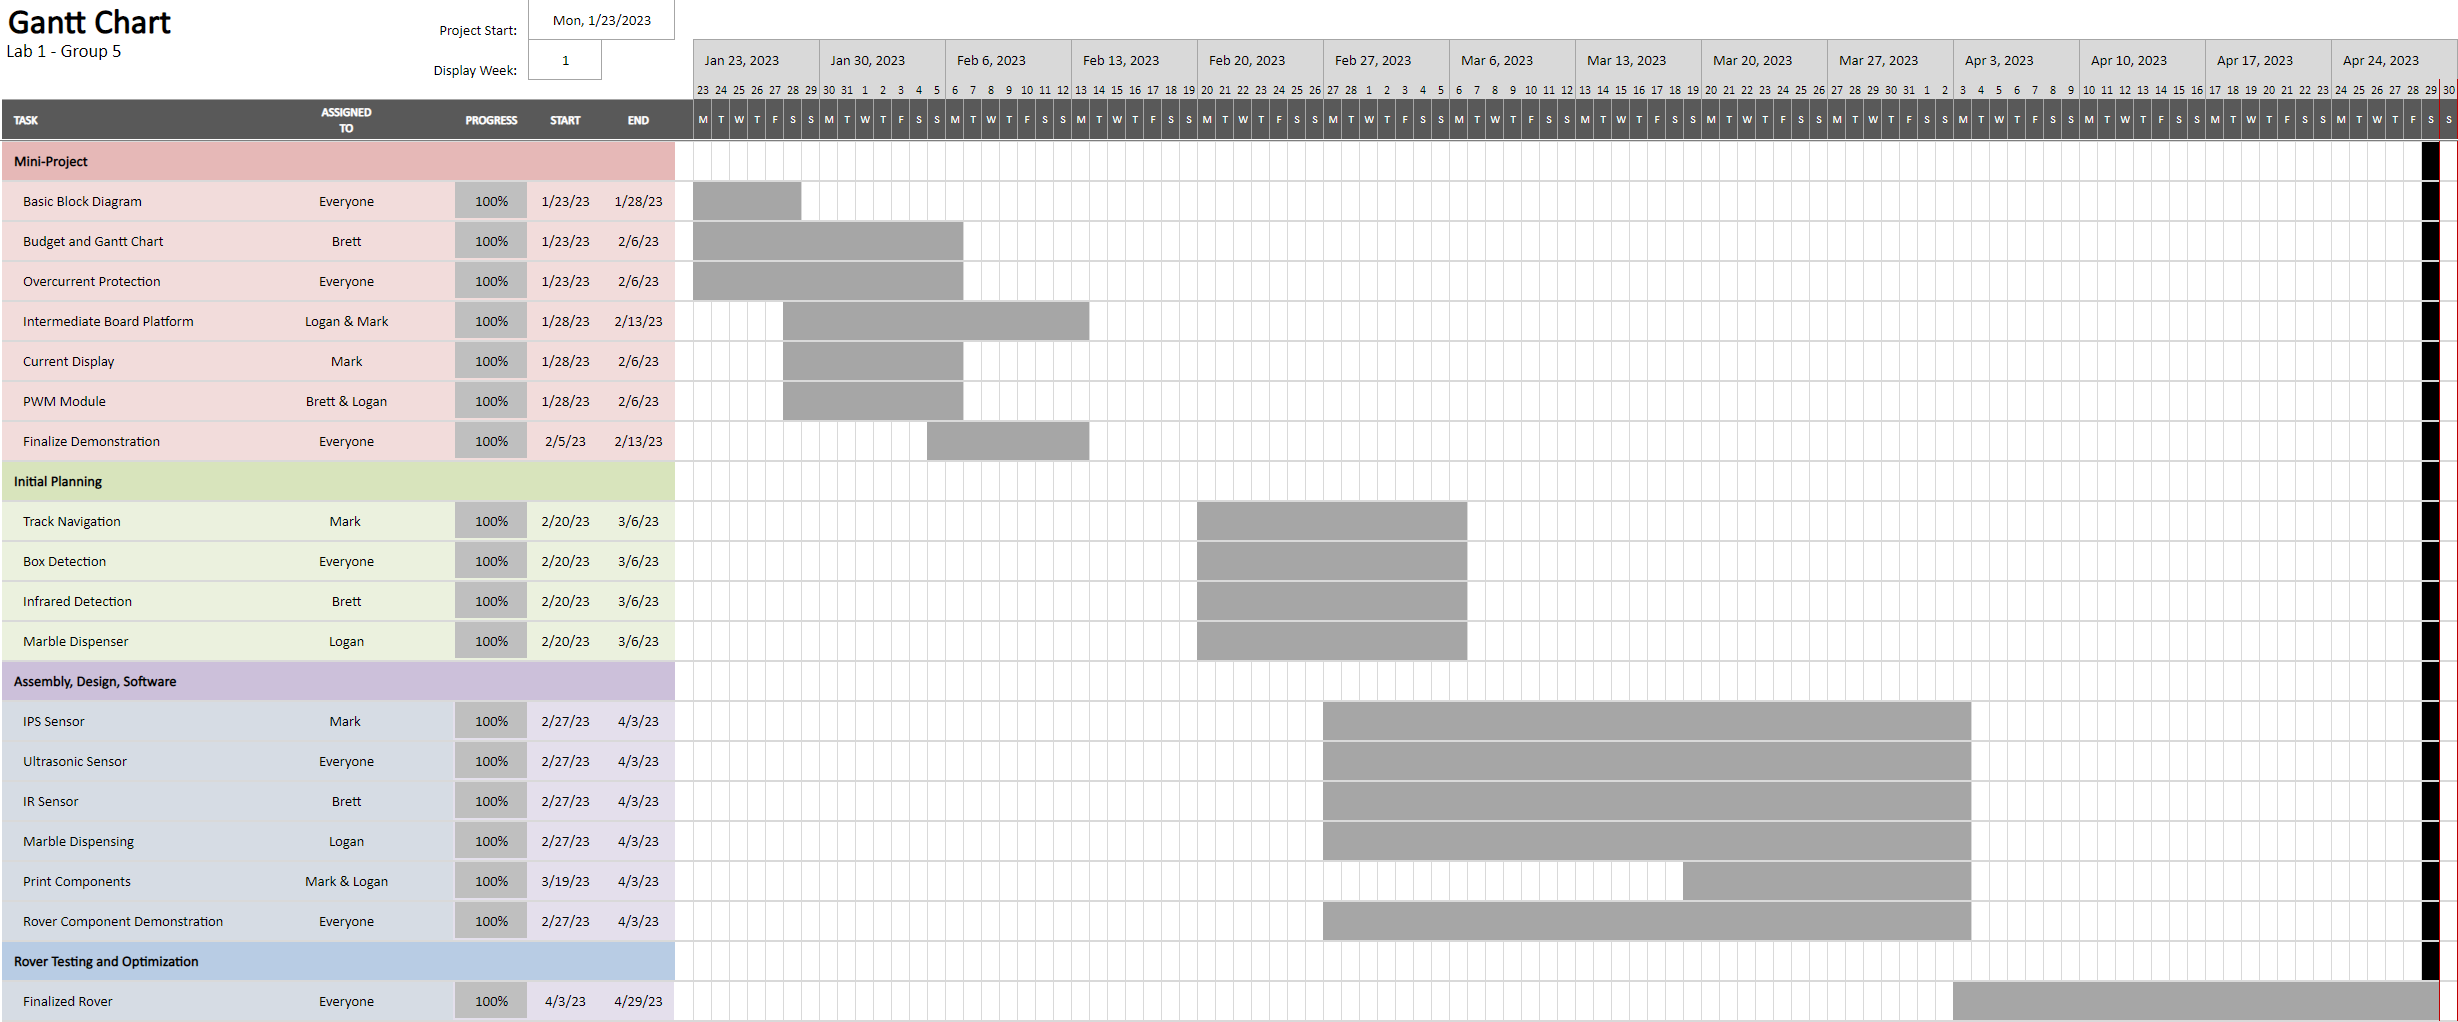 Gantt Chart
Lab 1 - Group 5
Project Start: Mon, 1/23/2023
Display Week: 1
Jan 23, 2023 Jan 30, 2023 Feb 6, 2023 Feb 13, 2023 Feb 20, 2023 Feb 27, 2023 Mar 6, 2023 Mar 13, 2023 Mar 20, 2023 Mar 27, 2023 Apr 3, 2023 Apr 10, 2023 Apr 17, 2023 Apr 24, 2023
23 24 25 26 27 28 29 30 31 1 2 3 4 5 6 7 8 9 10 11 12 13 14 15 16 17 18 19 20 21 22 23 24 25 26 27 28 1 2 3 4 5 6 7 8 9 10 11 12 13 14 15 16 17 18 19 20 21 22 23 24 25 26 27 28 29 30 31 1 2 3 4 5 6 7 8 9 10 11 12 13 14 15 16 17 18 19 20 21 22 23 24 25 26 27 28 29 30
TASK ASSIGNED TO PROGRESS START END M T W T F S S M T W T F S S M T W T F S S M T W T F S S M T W T F S S M T W T F S S M T W T F S S M T W T F S S M T W T F S S M T W T F S S M T W T F S S M T W T F S S M T W T F S S M T W T F S S
Mini-Project
Basic Block Diagram Everyone 100% 1/23/23 1/28/23
Budget and Gantt Chart Brett 100% 1/23/23 2/6/23
Overcurrent Protection Everyone 100% 1/23/23 2/6/23
Intermediate Board Platform Logan & Mark 100% 1/28/23 2/13/23
Current Display Mark 100% 1/28/23 2/6/23
PWM Module Brett & Logan 100% 1/28/23 2/6/23
Finalize Demonstration Everyone 100% 2/5/23 2/13/23
Initial Planning
Track Navigation Mark 100% 2/20/23 3/6/23
Box Detection Everyone 100% 2/20/23 3/6/23
Infrared Detection Brett 100% 2/20/23 3/6/23
Marble Dispenser Logan 100% 2/20/23 3/6/23
Assembly, Design, Software
IPS Sensor Mark 100% 2/27/23 4/3/23
Ultrasonic Sensor Everyone 100% 2/27/23 4/3/23
IR Sensor Brett 100% 2/27/23 4/3/23
Marble Dispensing Logan 100% 2/27/23 4/3/23
Print Components Mark & Logan 100% 3/19/23 4/3/23
Rover Component Demonstration Everyone 100% 2/27/23 4/3/23
Rover Testing and Optimization
Finalized Rover Everyone 100% 4/3/23 4/29/23